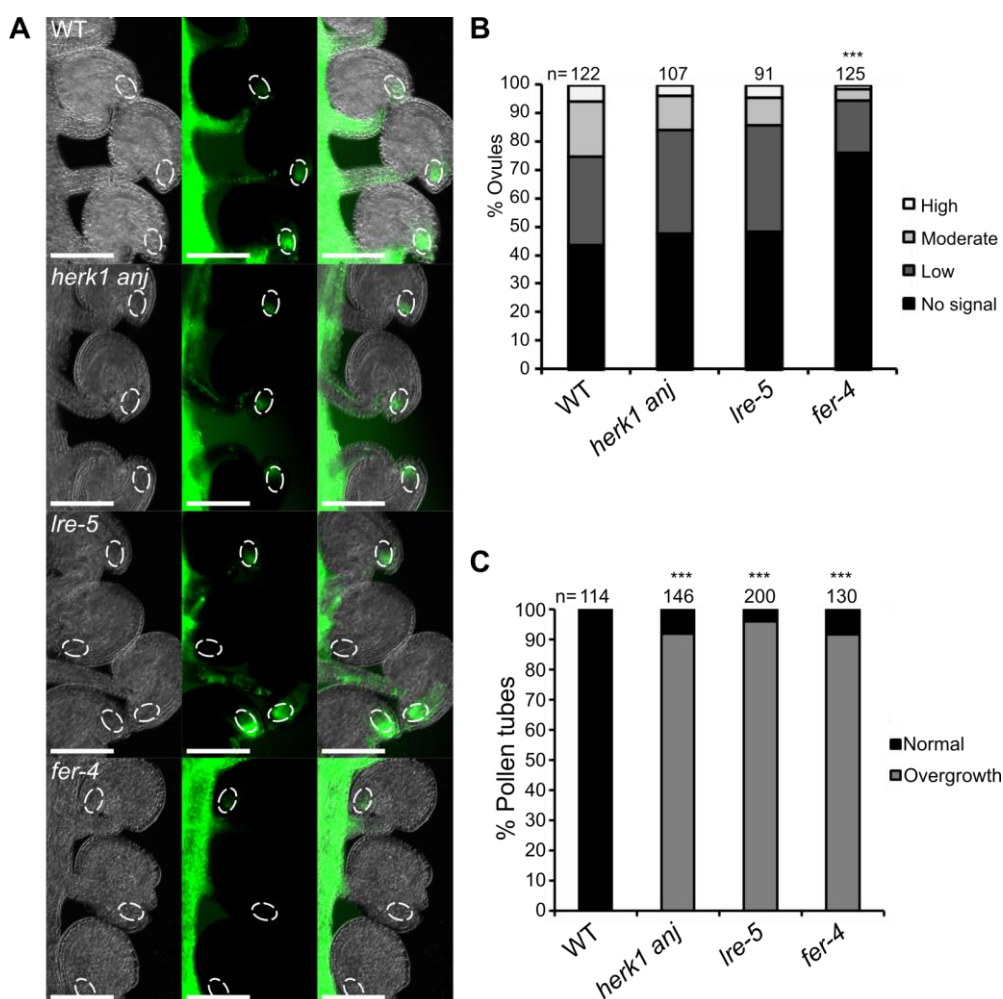 A
WT
herk1 anj
lre-5
fer-4
B
***
n= 122 107 91 125
100
90
80
70
60
50
40
30
20
10
0
% Ovules
WT
herk1 anj
lre-5
fer-4
High
Moderate
Low
No signal
C
*** *** ***
n= 114 146 200 130
100
90
80
70
60
50
40
30
20
10
0
% Pollen tubes
WT
herk1 anj
lre-5
fer-4
Normal
Overgrowth